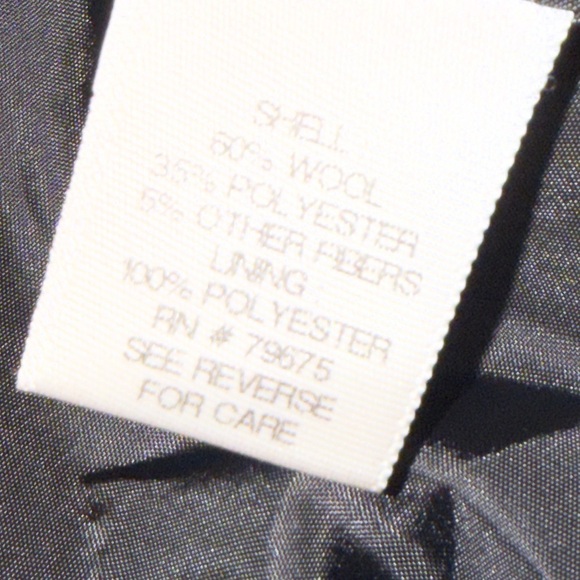 SHELL
60% WOOL
35% POLYESTER
5% OTHER FIBERS
LINING
100% POLYESTER
RN # 79675
SEE REVERSE
FOR CARE